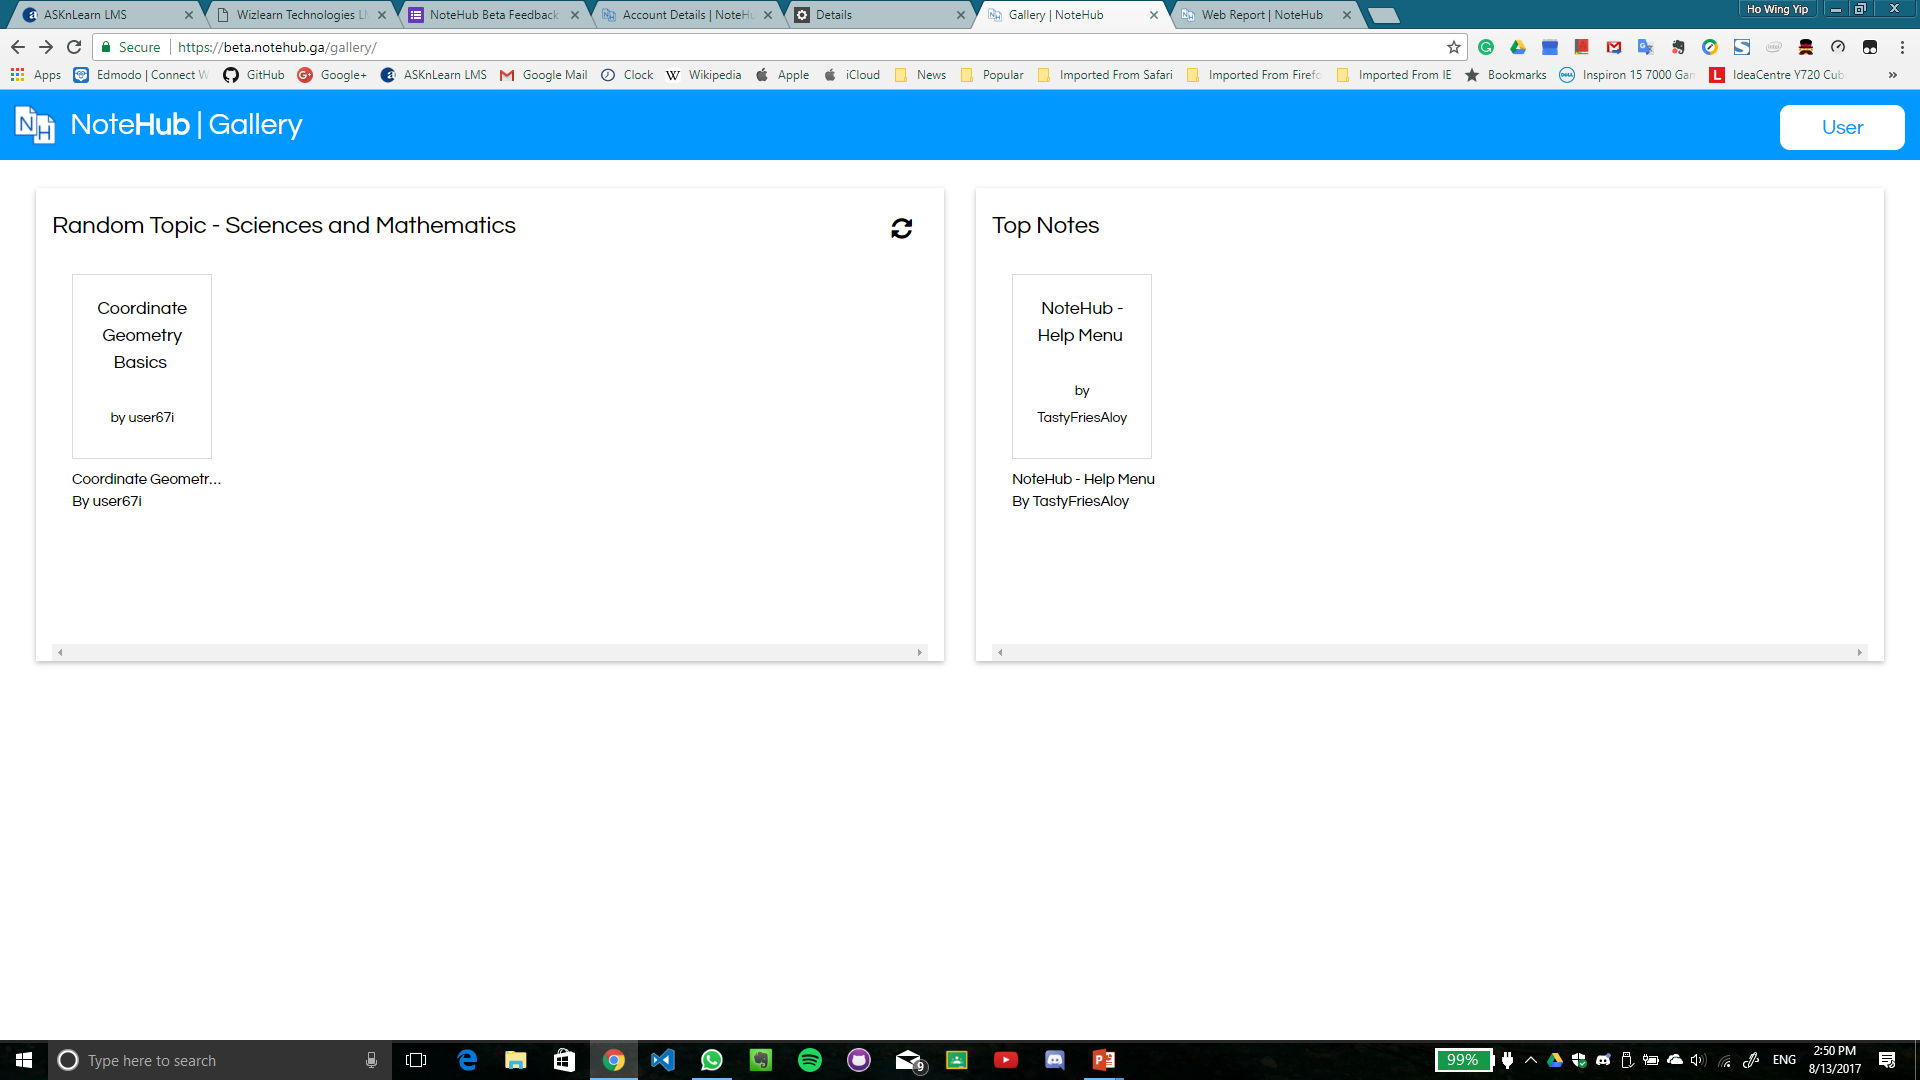 ASKnLearn LMS
Wizlearn Technologies L
NoteHub Beta Feedback
Account Details | NoteHu
Details
Gallery | NoteHub
Web Report | NoteHub
Ho Wing Yip
Secure
https://beta.notehub.ga/gallery/
Apps
Edmodo | Connect W
GitHub
Google+
ASKnLearn LMS
Google Mail
Clock
Wikipedia
Apple
iCloud
News
Popular
Imported From Safari
Imported From Firefo
Imported From IE
Bookmarks
Inspiron 15 7000 Gam
IdeaCentre Y720 Cub
NH
NoteHub | Gallery
User
Random Topic - Sciences and Mathematics
Coordinate
Geometry
Basics
by user67i
Coordinate Geometr...
By user67i
Top Notes
NoteHub -
Help Menu
by
TastyFriesAloy
NoteHub - Help Menu
By TastyFriesAloy
Type here to search
9
99%
ENG
2:50 PM
8/13/2017